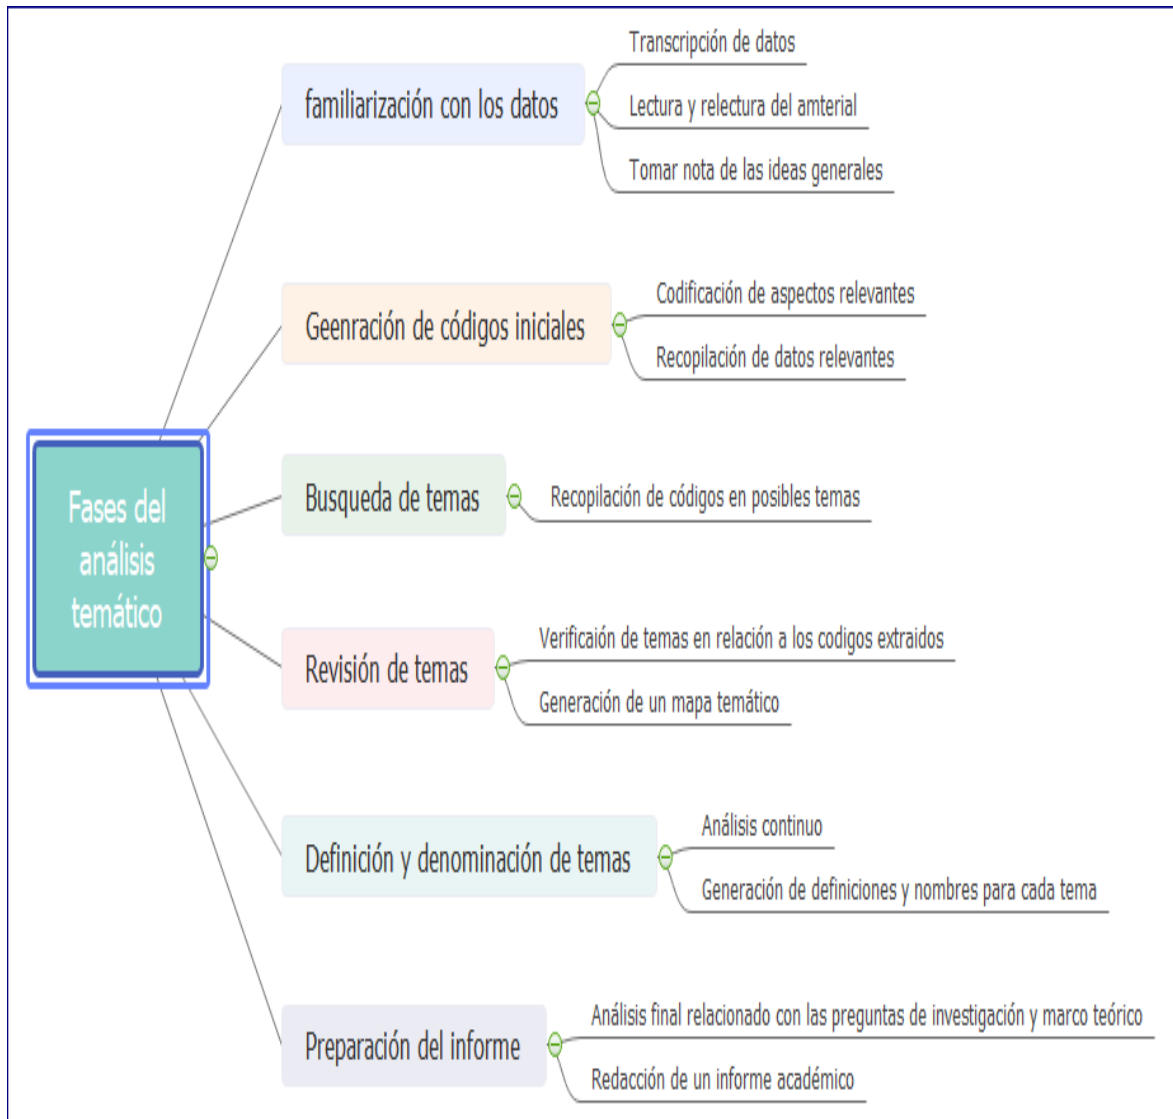 Fases del
análisis
temático
familiarización con los datos
Transcripción de datos
Lectura y relectura del amterial
Tomar nota de las ideas generales
Geenración de códigos iniciales
Codificación de aspectos relevantes
Recopilación de datos relevantes
Busqueda de temas
Recopilación de códigos en posibles temas
Revisión de temas
Verificaión de temas en relación a los codigos extraidos
Generación de un mapa temático
Definición y denominación de temas
Análisis continuo
Generación de definiciones y nombres para cada tema
Preparación del informe
Análisis final relacionado con las preguntas de investigación y marco teórico
Redacción de un informe académico